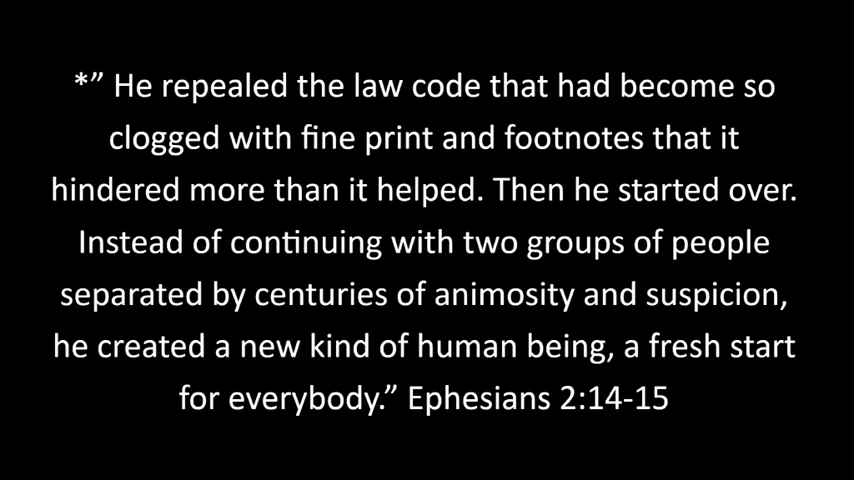 *” He repealed the law code that had become so
clogged with fine print and footnotes that it
hindered more than it helped. Then he started over.
Instead of continuing with two groups of people
separated by centuries of animosity and suspicion,
he created a new kind of human being, a fresh start
for everybody.” Ephesians 2:14-15